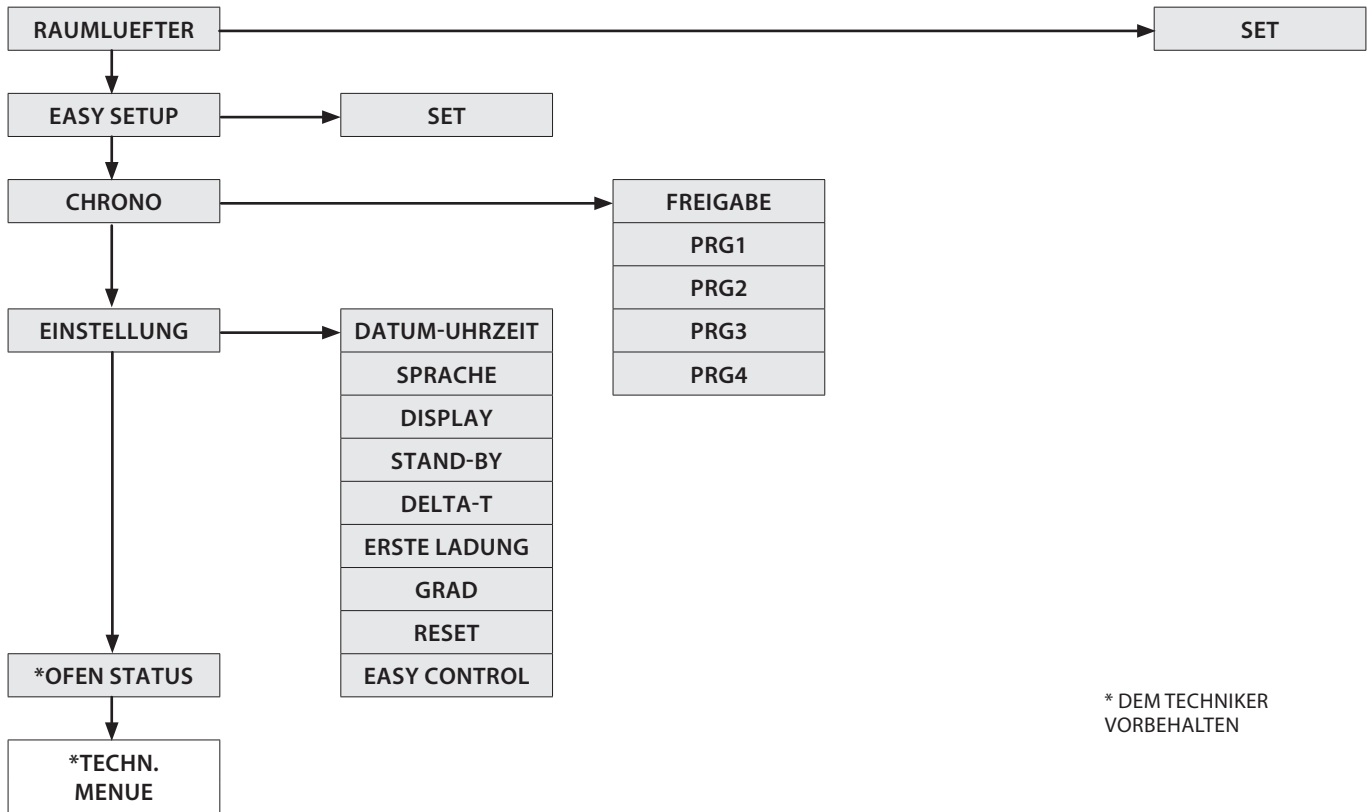 RAUMLUEFTER
SET
EASY SETUP
SET
CHRONO
FREIGABE
PRG1
PRG2
PRG3
PRG4
EINSTELLUNG
DATUM-UHRZEIT
SPRACHE
DISPLAY
STAND-BY
DELTA-T
ERSTE LADUNG
GRAD
RESET
EASY CONTROL
*OFEN STATUS
*TECHN.
MENUE
* DEM TECHNIKER
VORBEHALTEN